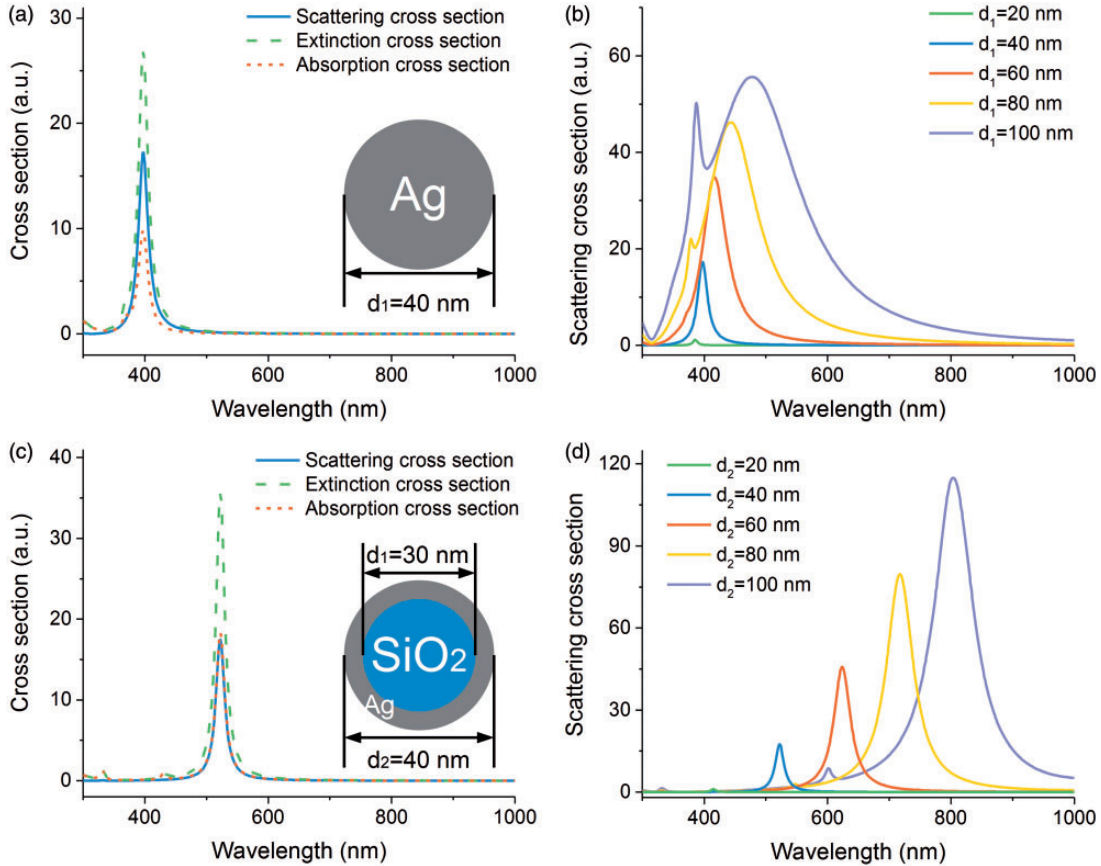 (a)
Scattering cross section
Extinction cross section
Absorption cross section
Cross section (a.u.)
30
20
10
0
Ag
d1=40 nm
400
600
800
1000
Wavelength (nm)
(b)
d1=20 nm
d1=40 nm
d1=60 nm
d1=80 nm
d1=100 nm
Scattering cross section (a.u.)
60
40
20
0
400
600
800
1000
Wavelength (nm)
(c)
Scattering cross section
Extinction cross section
Absorption cross section
Cross section (a.u.)
40
30
20
10
0
d1=30 nm
SiO2
Ag
d2=40 nm
400
600
800
1000
Wavelength (nm)
(d)
d2=20 nm
d2=40 nm
d2=60 nm
d2=80 nm
d2=100 nm
Scattering cross section
120
90
60
30
0
400
600
800
1000
Wavelength (nm)